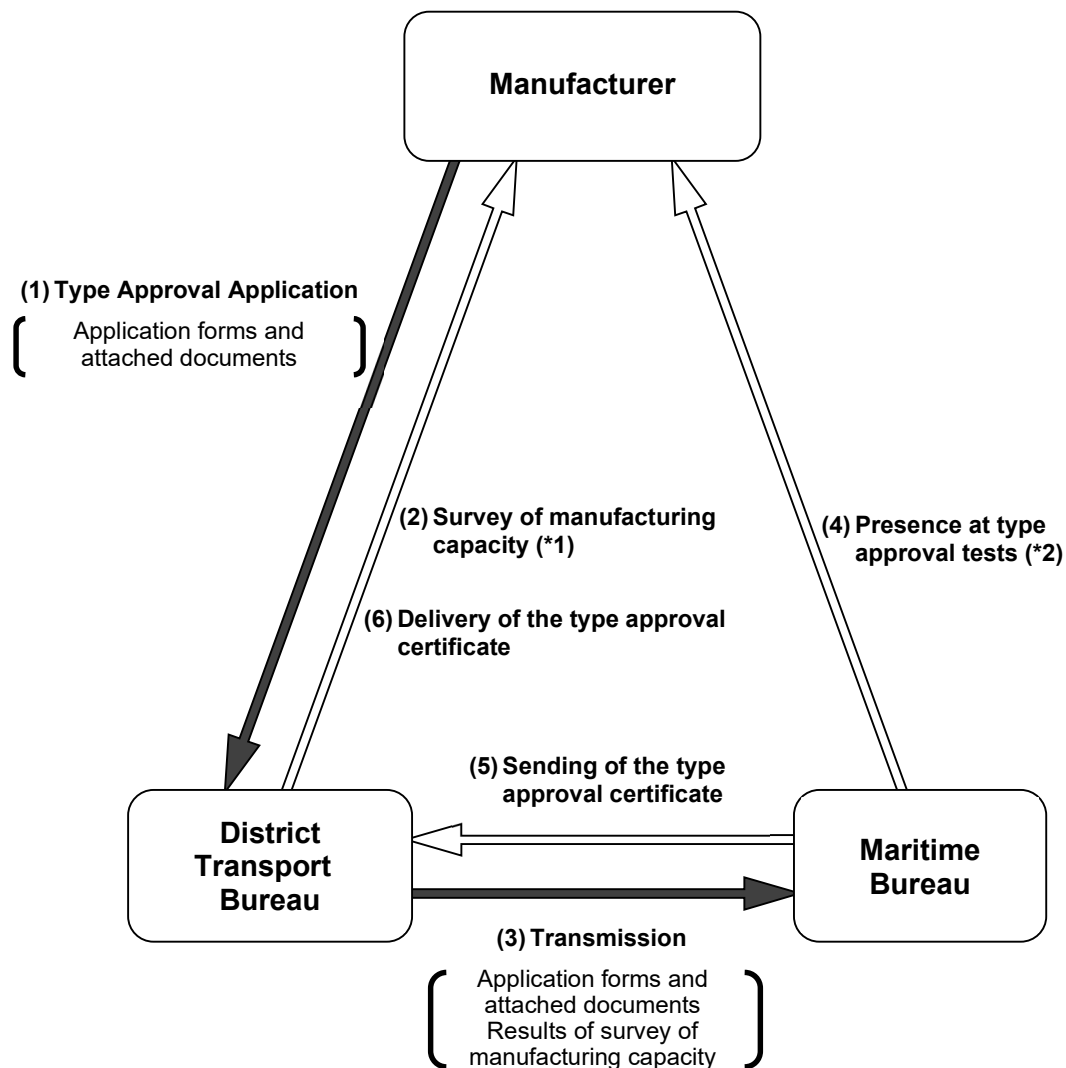 Manufacturer
(1) Type Approval Application
Application forms and
attached documents
(2) Survey of manufacturing
capacity (*1)
(4) Presence at type
approval tests (*2)
(6) Delivery of the type approval
certificate
(5) Sending of the type
approval certificate
District
Transport
Bureau
Maritime
Bureau
(3) Transmission
Application forms and
attached documents
Results of survey of
manufacturing capacity